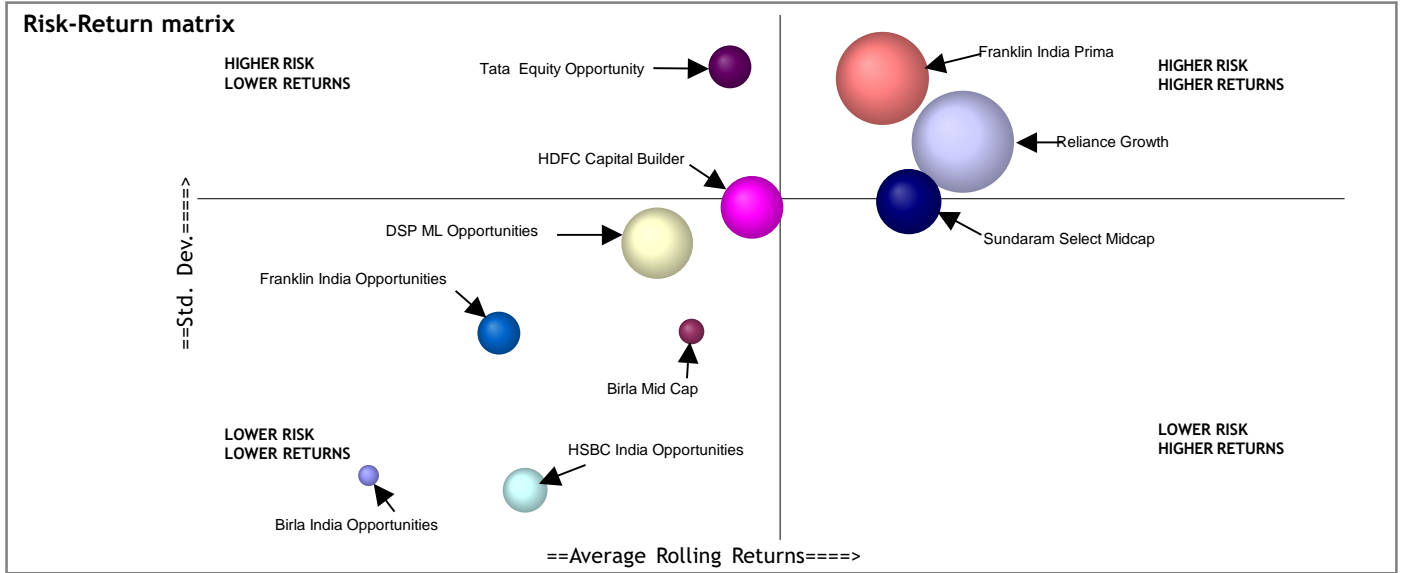 Risk-Return matrix
HIGHER RISK
LOWER RETURNS
Tata Equity Opportunity
Franklin India Prima
HIGHER RISK
HIGHER RETURNS
Reliance Growth
HDFC Capital Builder
DSP ML Opportunities
Sundaram Select Midcap
==Std. Dev.====>
Franklin India Opportunities
Birla Mid Cap
LOWER RISK
LOWER RETURNS
HSBC India Opportunities
LOWER RISK
HIGHER RETURNS
Birla India Opportunities
==Average Rolling Returns====>